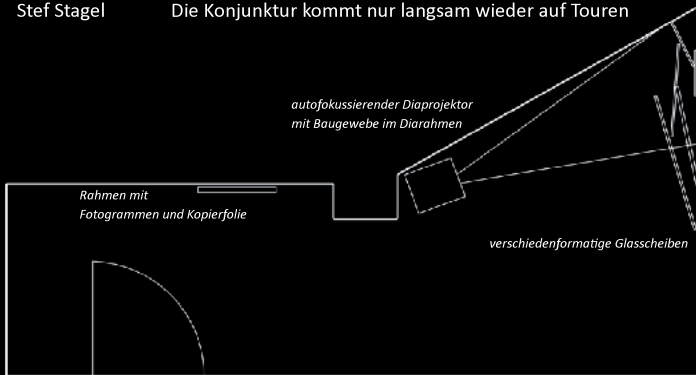 Stef Stagel Die Konjunktur kommt nur langsam wieder auf Touren
autofokussierender Diaprojektor
mit Baugewebe im Diarahmen
Rahmen mit
Fotogrammen und Kopierfolie
verschiedenformatige Glasscheiben